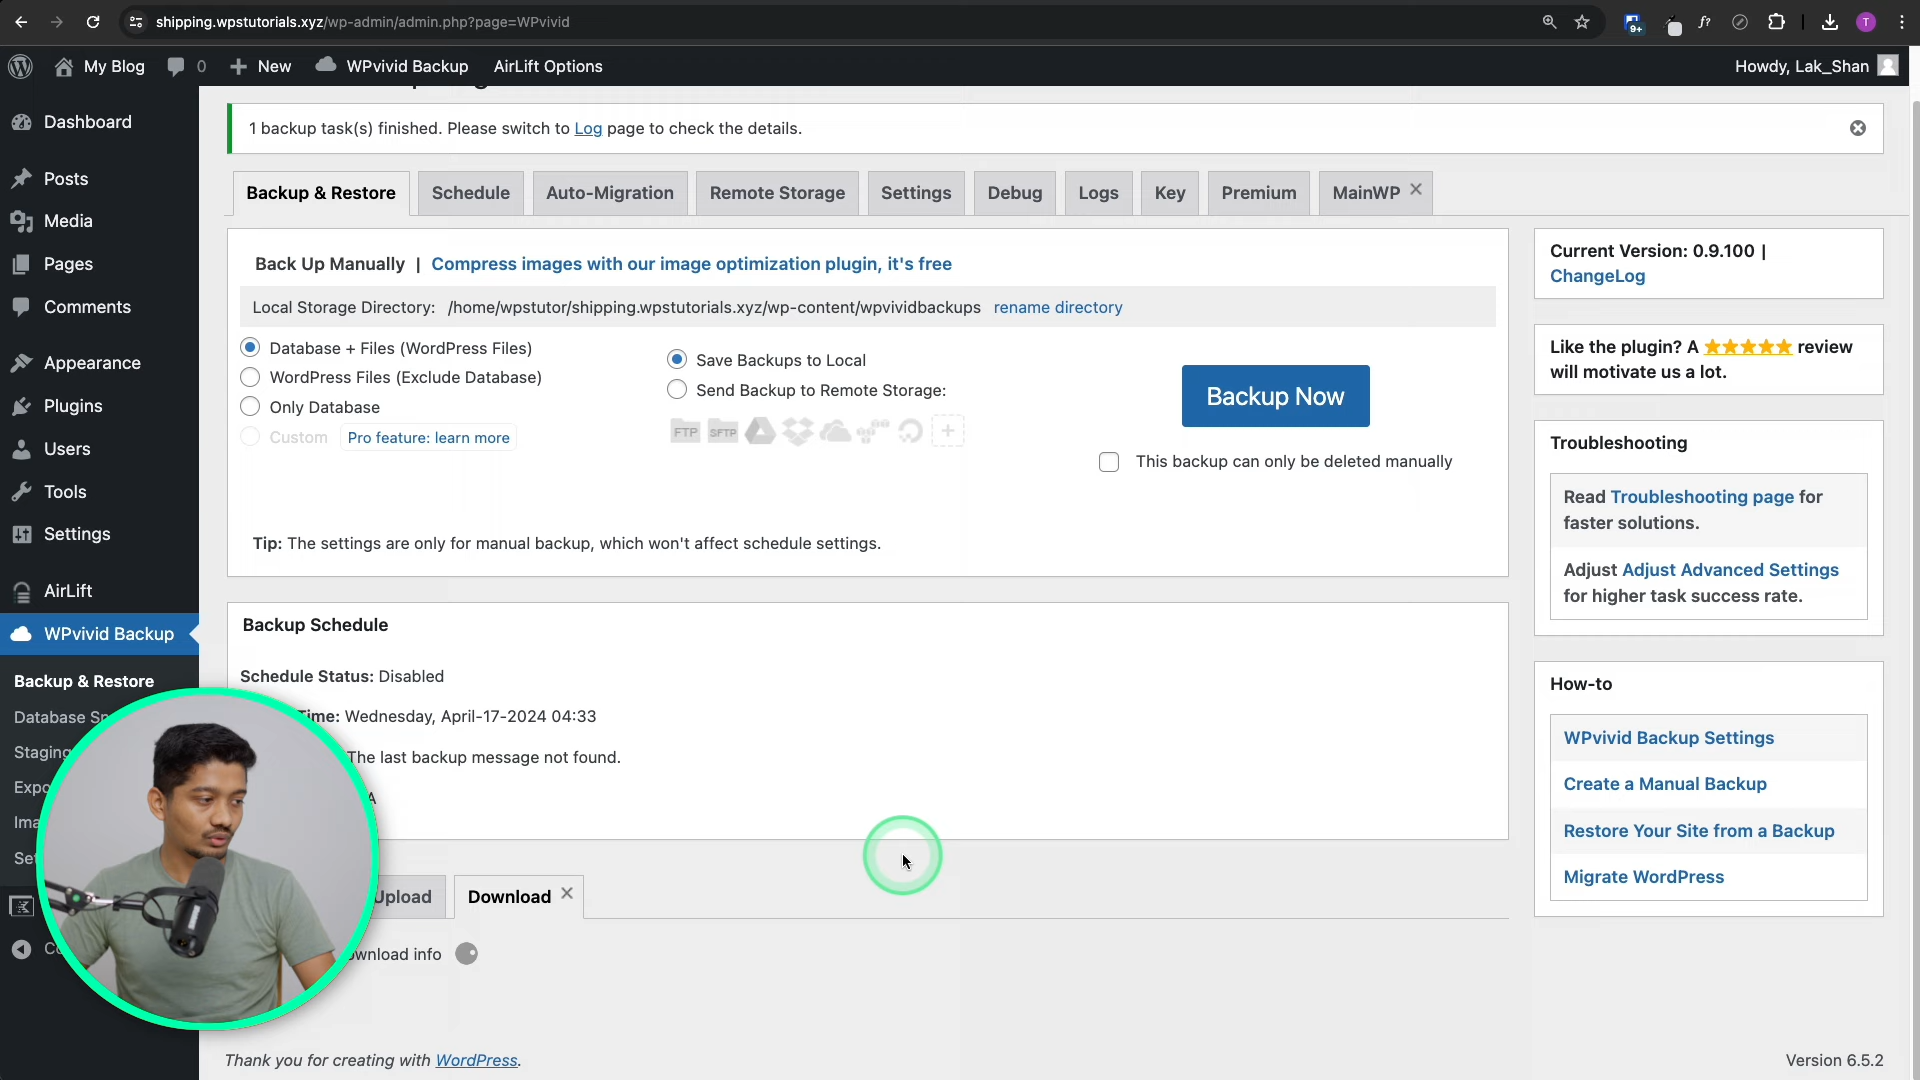 shipping.wpstutorials.xyz/wp-admin/admin.php?page=WPvivid
9+
f?
T
My Blog
0
New
WPvivid Backup
AirLift Options
Howdy, Lak_Shan
Dashboard
Posts
Media
Pages
Comments
Appearance
Plugins
Users
Tools
Settings
AirLift
WPvivid Backup
Backup & Restore
Database Sn
Staging
Expo
Ima
Set
Co
1 backup task(s) finished. Please switch to Log page to check the details.
Backup & Restore
Schedule
Auto-Migration
Remote Storage
Settings
Debug
Logs
Key
Premium
MainWP
Back Up Manually | Compress images with our image optimization plugin, it's free
Local Storage Directory: /home/wpstutor/shipping.wpstutorials.xyz/wp-content/wpvividbackups rename directory
Database + Files (WordPress Files)
WordPress Files (Exclude Database)
Only Database
Custom
Pro feature: learn more
Save Backups to Local
Send Backup to Remote Storage:
FTP
SFTP
Backup Now
This backup can only be deleted manually
Tip: The settings are only for manual backup, which won't affect schedule settings.
Backup Schedule
Schedule Status: Disabled
Time: Wednesday, April-17-2024 04:33
The last backup message not found.
A
Upload
Download
ownload info
Thank you for creating with WordPress.
Current Version: 0.9.100 |
ChangeLog
Like the plugin? A ★★★★★ review
will motivate us a lot.
Troubleshooting
Read Troubleshooting page for
faster solutions.
Adjust Adjust Advanced Settings
for higher task success rate.
How-to
WPvivid Backup Settings
Create a Manual Backup
Restore Your Site from a Backup
Migrate WordPress
Version 6.5.2